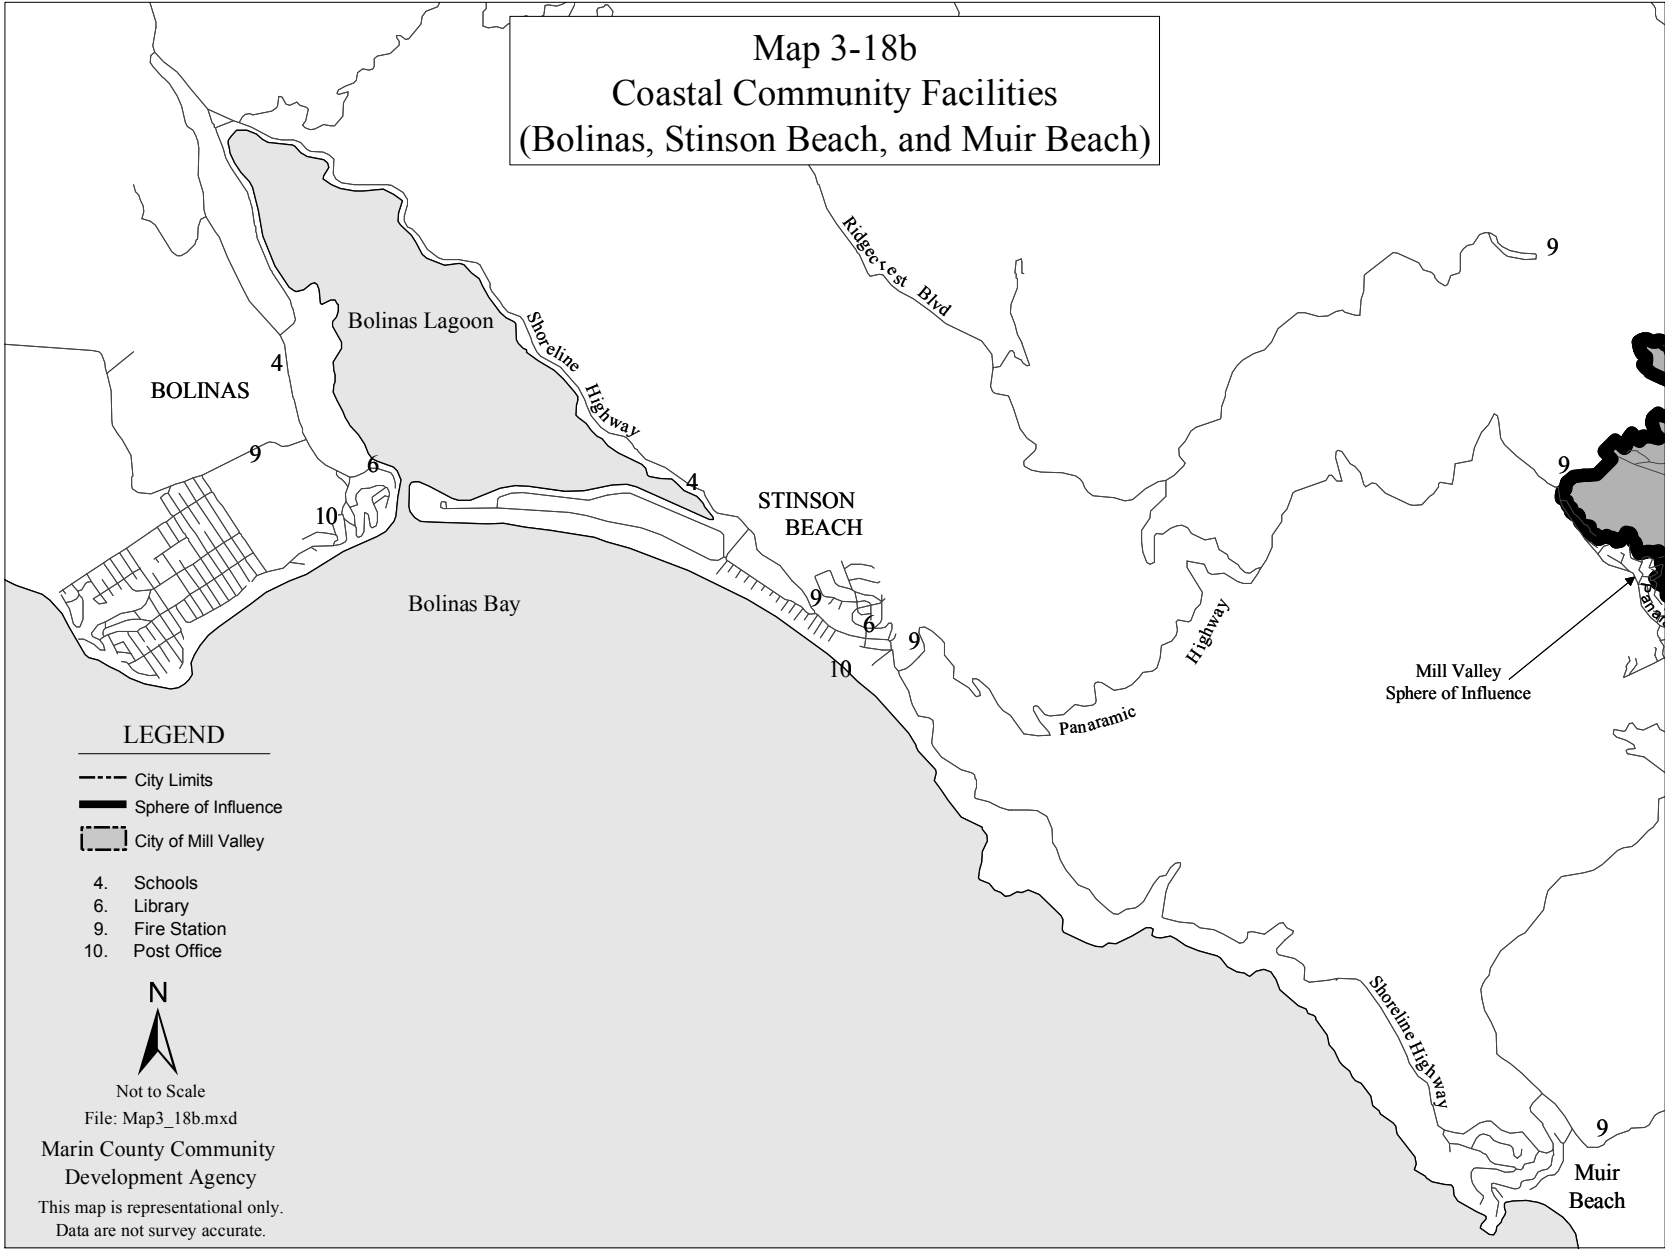 Map 3-18b
Coastal Community Facilities
(Bolinas, Stinson Beach, and Muir Beach)
Ridgecrest Blvd
9
Bolinas Lagoon
Shoreline Highway
4
BOLINAS
9
6
10
4
STINSON
BEACH
9
Bolinas Bay
9
6
9
10
Highway
Panaramic
Mill Valley
Sphere of Influence
LEGEND
City Limits
Sphere of Influence
City of Mill Valley
4. Schools
6. Library
9. Fire Station
10. Post Office
N
Not to Scale
File: Map3_18b.mxd
Marin County Community
Development Agency
This map is representational only.
Data are not survey accurate.
Shoreline Highway
9
Muir
Beach